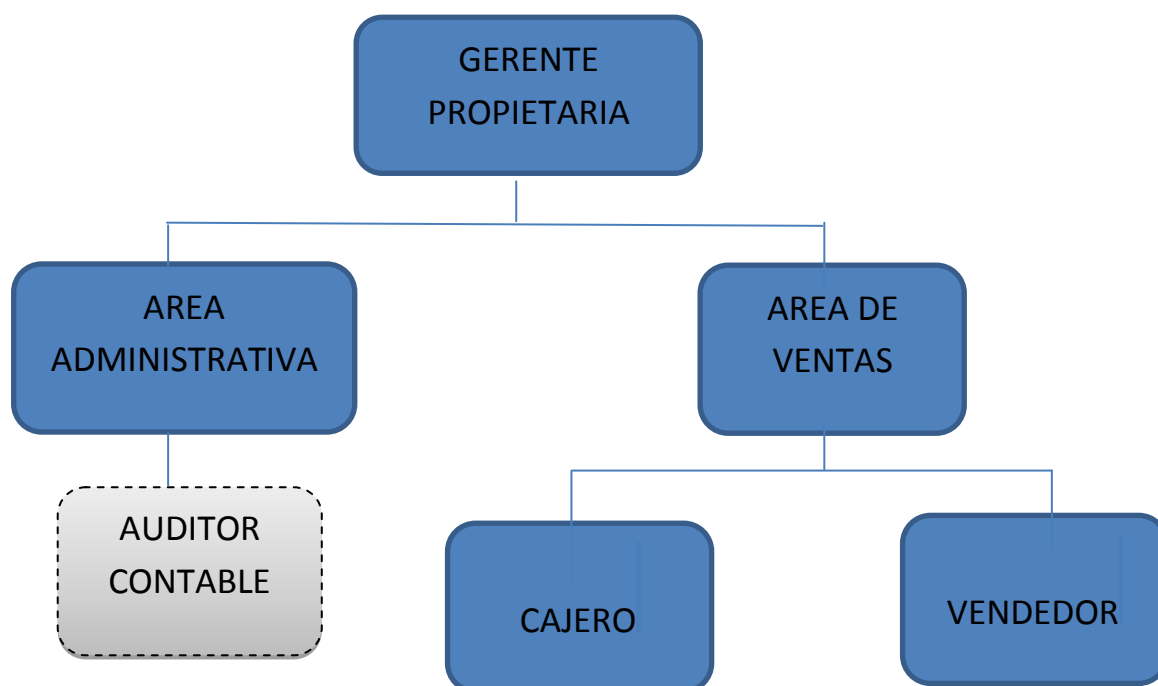 GERENTE
PROPIETARIA
AREA
ADMINISTRATIVA
AREA DE
VENTAS
AUDITOR
CONTABLE
CAJERO
VENDEDOR